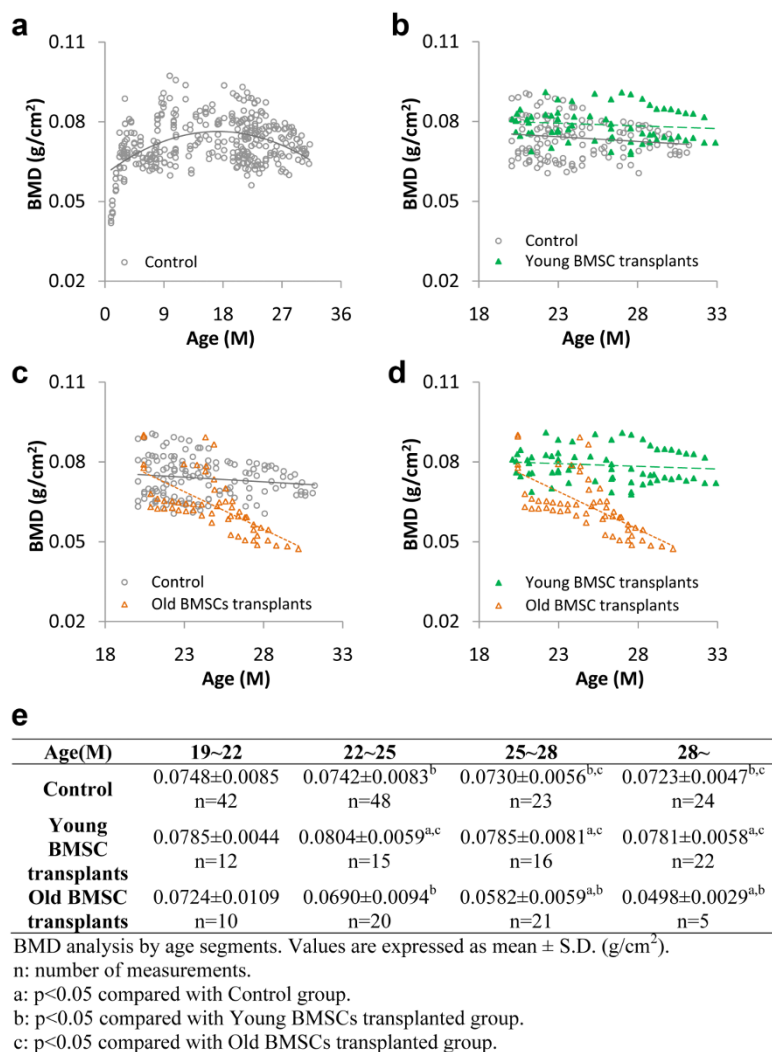 a
0.11
0.08
0.05
0.02
BMD (g/cm²)
Control
0 9 18 27 36
Age (M)
b
0.11
0.08
0.05
0.02
BMD (g/cm²)
Control
Young BMSC transplants
18 23 28 33
Age (M)
c
0.11
0.08
0.05
0.02
BMD (g/cm²)
Control
Old BMSCs transplants
18 23 28 33
Age (M)
d
0.11
0.08
0.05
0.02
BMD (g/cm²)
Young BMSC transplants
Old BMSC transplants
18 23 28 33
Age (M)
e
Age(M) 19~22 22~25 25~28 28~
Control 0.0748±0.0085 0.0742±0.0083ᵇ 0.0730±0.0056ᵇ,ᶜ 0.0723±0.0047ᵇ,ᶜ
n=42 n=48 n=23 n=24
Young
BMSC 0.0785±0.0044 0.0804±0.0059ᵃ,ᶜ 0.0785±0.0081ᵃ,ᶜ 0.0781±0.0058ᵃ,ᶜ
transplants n=12 n=15 n=16 n=22
Old BMSC 0.0724±0.0109 0.0690±0.0094ᵇ 0.0582±0.0059ᵃ,ᵇ 0.0498±0.0029ᵃ,ᵇ
transplants n=10 n=20 n=21 n=5
BMD analysis by age segments. Values are expressed as mean ± S.D. (g/cm²).
n: number of measurements.
a: p<0.05 compared with Control group.
b: p<0.05 compared with Young BMSCs transplanted group.
c: p<0.05 compared with Old BMSCs transplanted group.